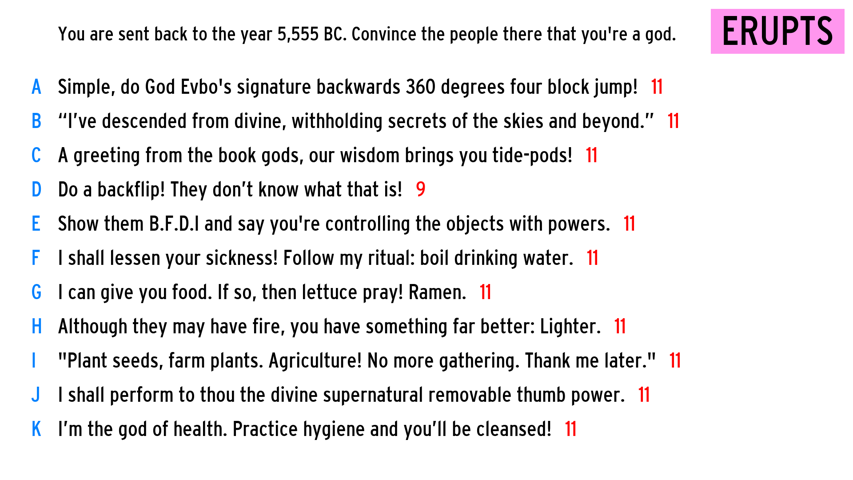 You are sent back to the year 5,555 BC. Convince the people there that you're a god.
ERUPTS
A Simple, do God Evbo's signature backwards 360 degrees four block jump! 11
B “I’ve descended from divine, withholding secrets of the skies and beyond.” 11
C A greeting from the book gods, our wisdom brings you tide-pods! 11
D Do a backflip! They don’t know what that is! 9
E Show them B.F.D.I and say you're controlling the objects with powers. 11
F I shall lessen your sickness! Follow my ritual: boil drinking water. 11
G I can give you food. If so, then lettuce pray! Ramen. 11
H Although they may have fire, you have something far better: Lighter. 11
I "Plant seeds, farm plants. Agriculture! No more gathering. Thank me later." 11
J I shall perform to thou the divine supernatural removable thumb power. 11
K I’m the god of health. Practice hygiene and you’ll be cleansed! 11